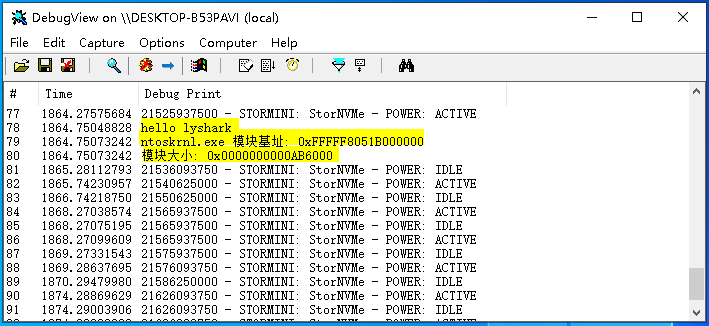 DebugView on \\DESKTOP-B53PAVI (local)
File Edit Capture Options Computer Help
# Time Debug Print
77 1864.27575684 21525937500 - STORMINI: StorNVMe - POWER: ACTIVE
78 1864.75048828 hello lyshark
79 1864.75073242 ntoskrnl.exe 模块基址: 0xFFFFF8051B000000
80 1864.75073242 模块大小: 0x0000000000AB6000
81 1865.28112793 21536093750 - STORMINI: StorNVMe - POWER: IDLE
82 1865.74230957 21540625000 - STORMINI: StorNVMe - POWER: ACTIVE
83 1866.74218750 21550625000 - STORMINI: StorNVMe - POWER: IDLE
84 1868.27038574 21565937500 - STORMINI: StorNVMe - POWER: ACTIVE
85 1868.27075195 21565937500 - STORMINI: StorNVMe - POWER: IDLE
86 1868.27099609 21565937500 - STORMINI: StorNVMe - POWER: ACTIVE
87 1869.27331543 21575937500 - STORMINI: StorNVMe - POWER: IDLE
88 1869.28637695 21576093750 - STORMINI: StorNVMe - POWER: ACTIVE
89 1870.29479980 21586250000 - STORMINI: StorNVMe - POWER: IDLE
90 1874.28869629 21626093750 - STORMINI: StorNVMe - POWER: ACTIVE
91 1874.29003906 21626093750 - STORMINI: StorNVMe - POWER: IDLE